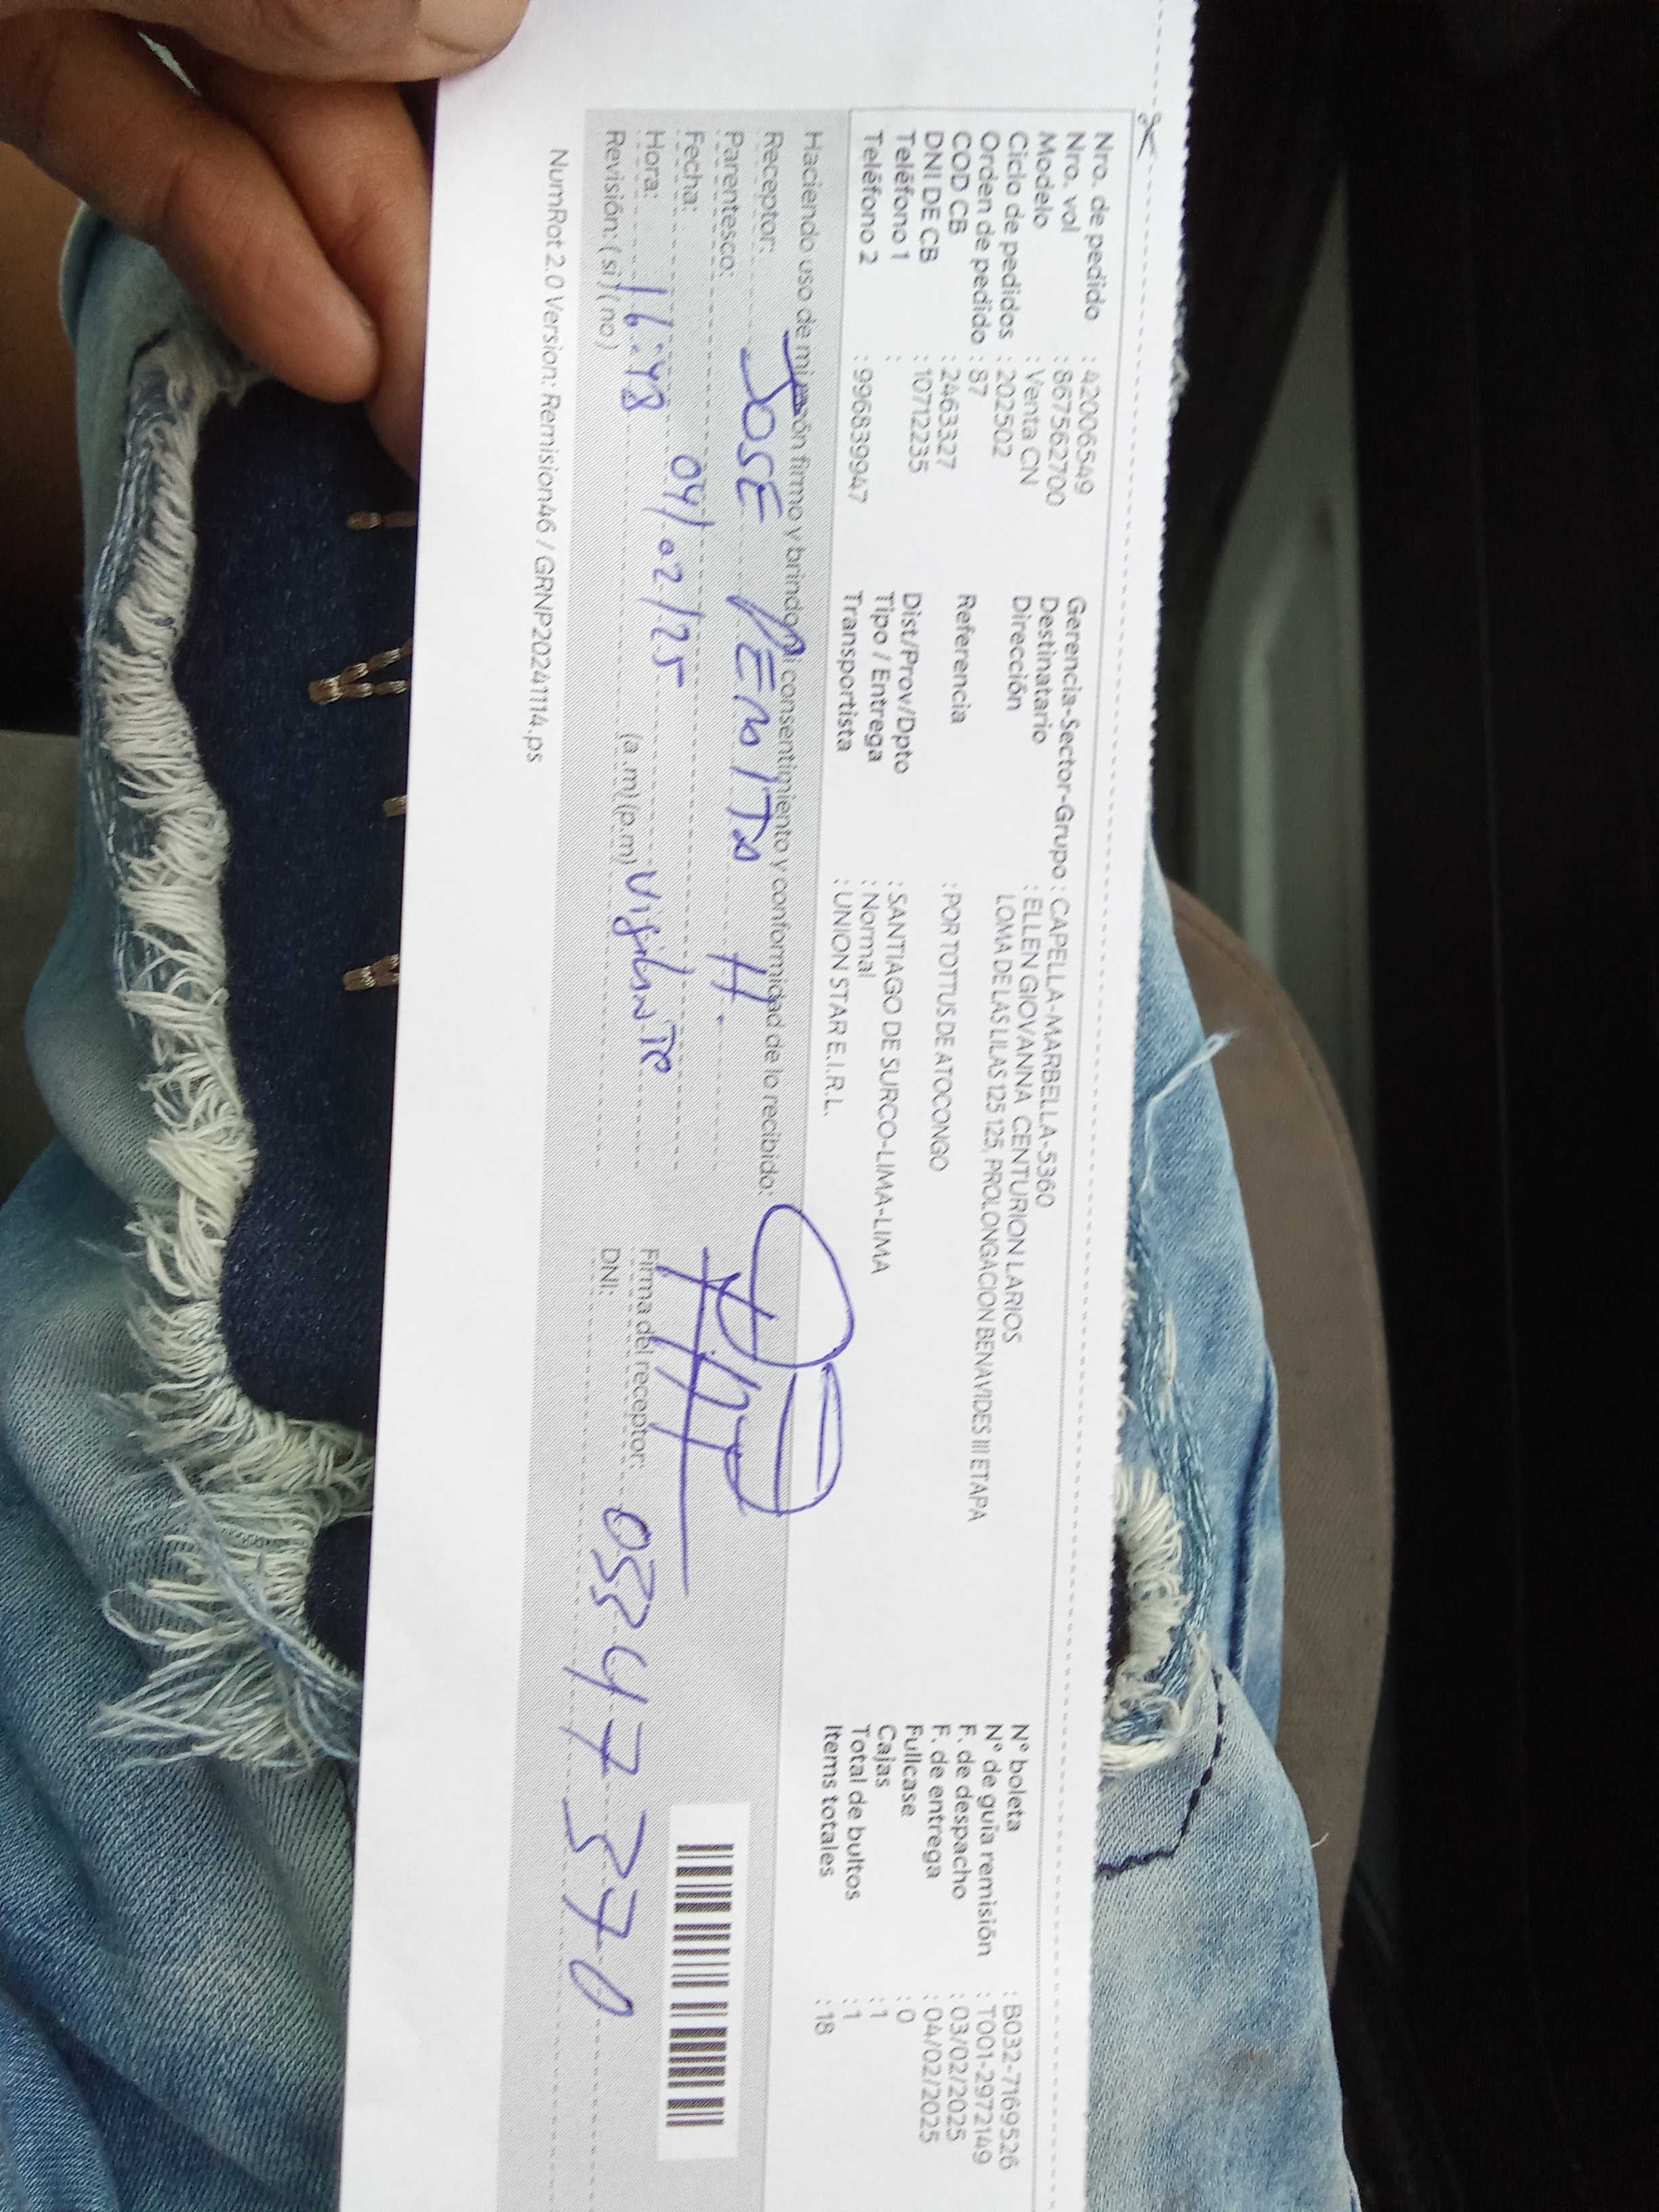 Nro. de pedido : 42006549
Nro. vol : 867562700
Modelo : Venta CN
Ciclo de pedidos : 202502
Orden de pedido : 87
COD CB : 2463327
DNI DE CB : 10712235
Teléfono 1 :
Teléfono 2 : 996839947
Gerencia-Sector-Grupo : CAPELLA-MARBELLA-5360
Destinatario : ELLEN GIOVANNA CENTURION LARIOS
Dirección LOMA DE LAS LILAS 125 125, PROLONGACION BENAVIDES III ETAPA
Referencia : POR TOTTUS DE ATOCONGO
Dist/Prov/Dpto : SANTIAGO DE SURCO-LIMA-LIMA
Tipo / Entrega : Normal
Transportista : UNION STAR E.I.R.L.
N° boleta : B032-7169526
N° de guía remisión : T001-2972149
F. de despacho : 03/02/2025
F. de entrega : 04/02/2025
Fullcase : 0
Cajas : 1
Total de bultos : 1
Items totales : 18
Haciendo uso de mi razón firmo y brindo mi consentimiento y conformidad de lo recibido:
Receptor: JOSE H.
Parentesco:
Fecha: 04/02/25
Hora: 16:48 (a.m) (p.m) Vigilante
Revisión: (si) (no)
Firma del receptor:
DNI:
NumRot 2.0 Version: Remision46 / GRNP20241114.ps